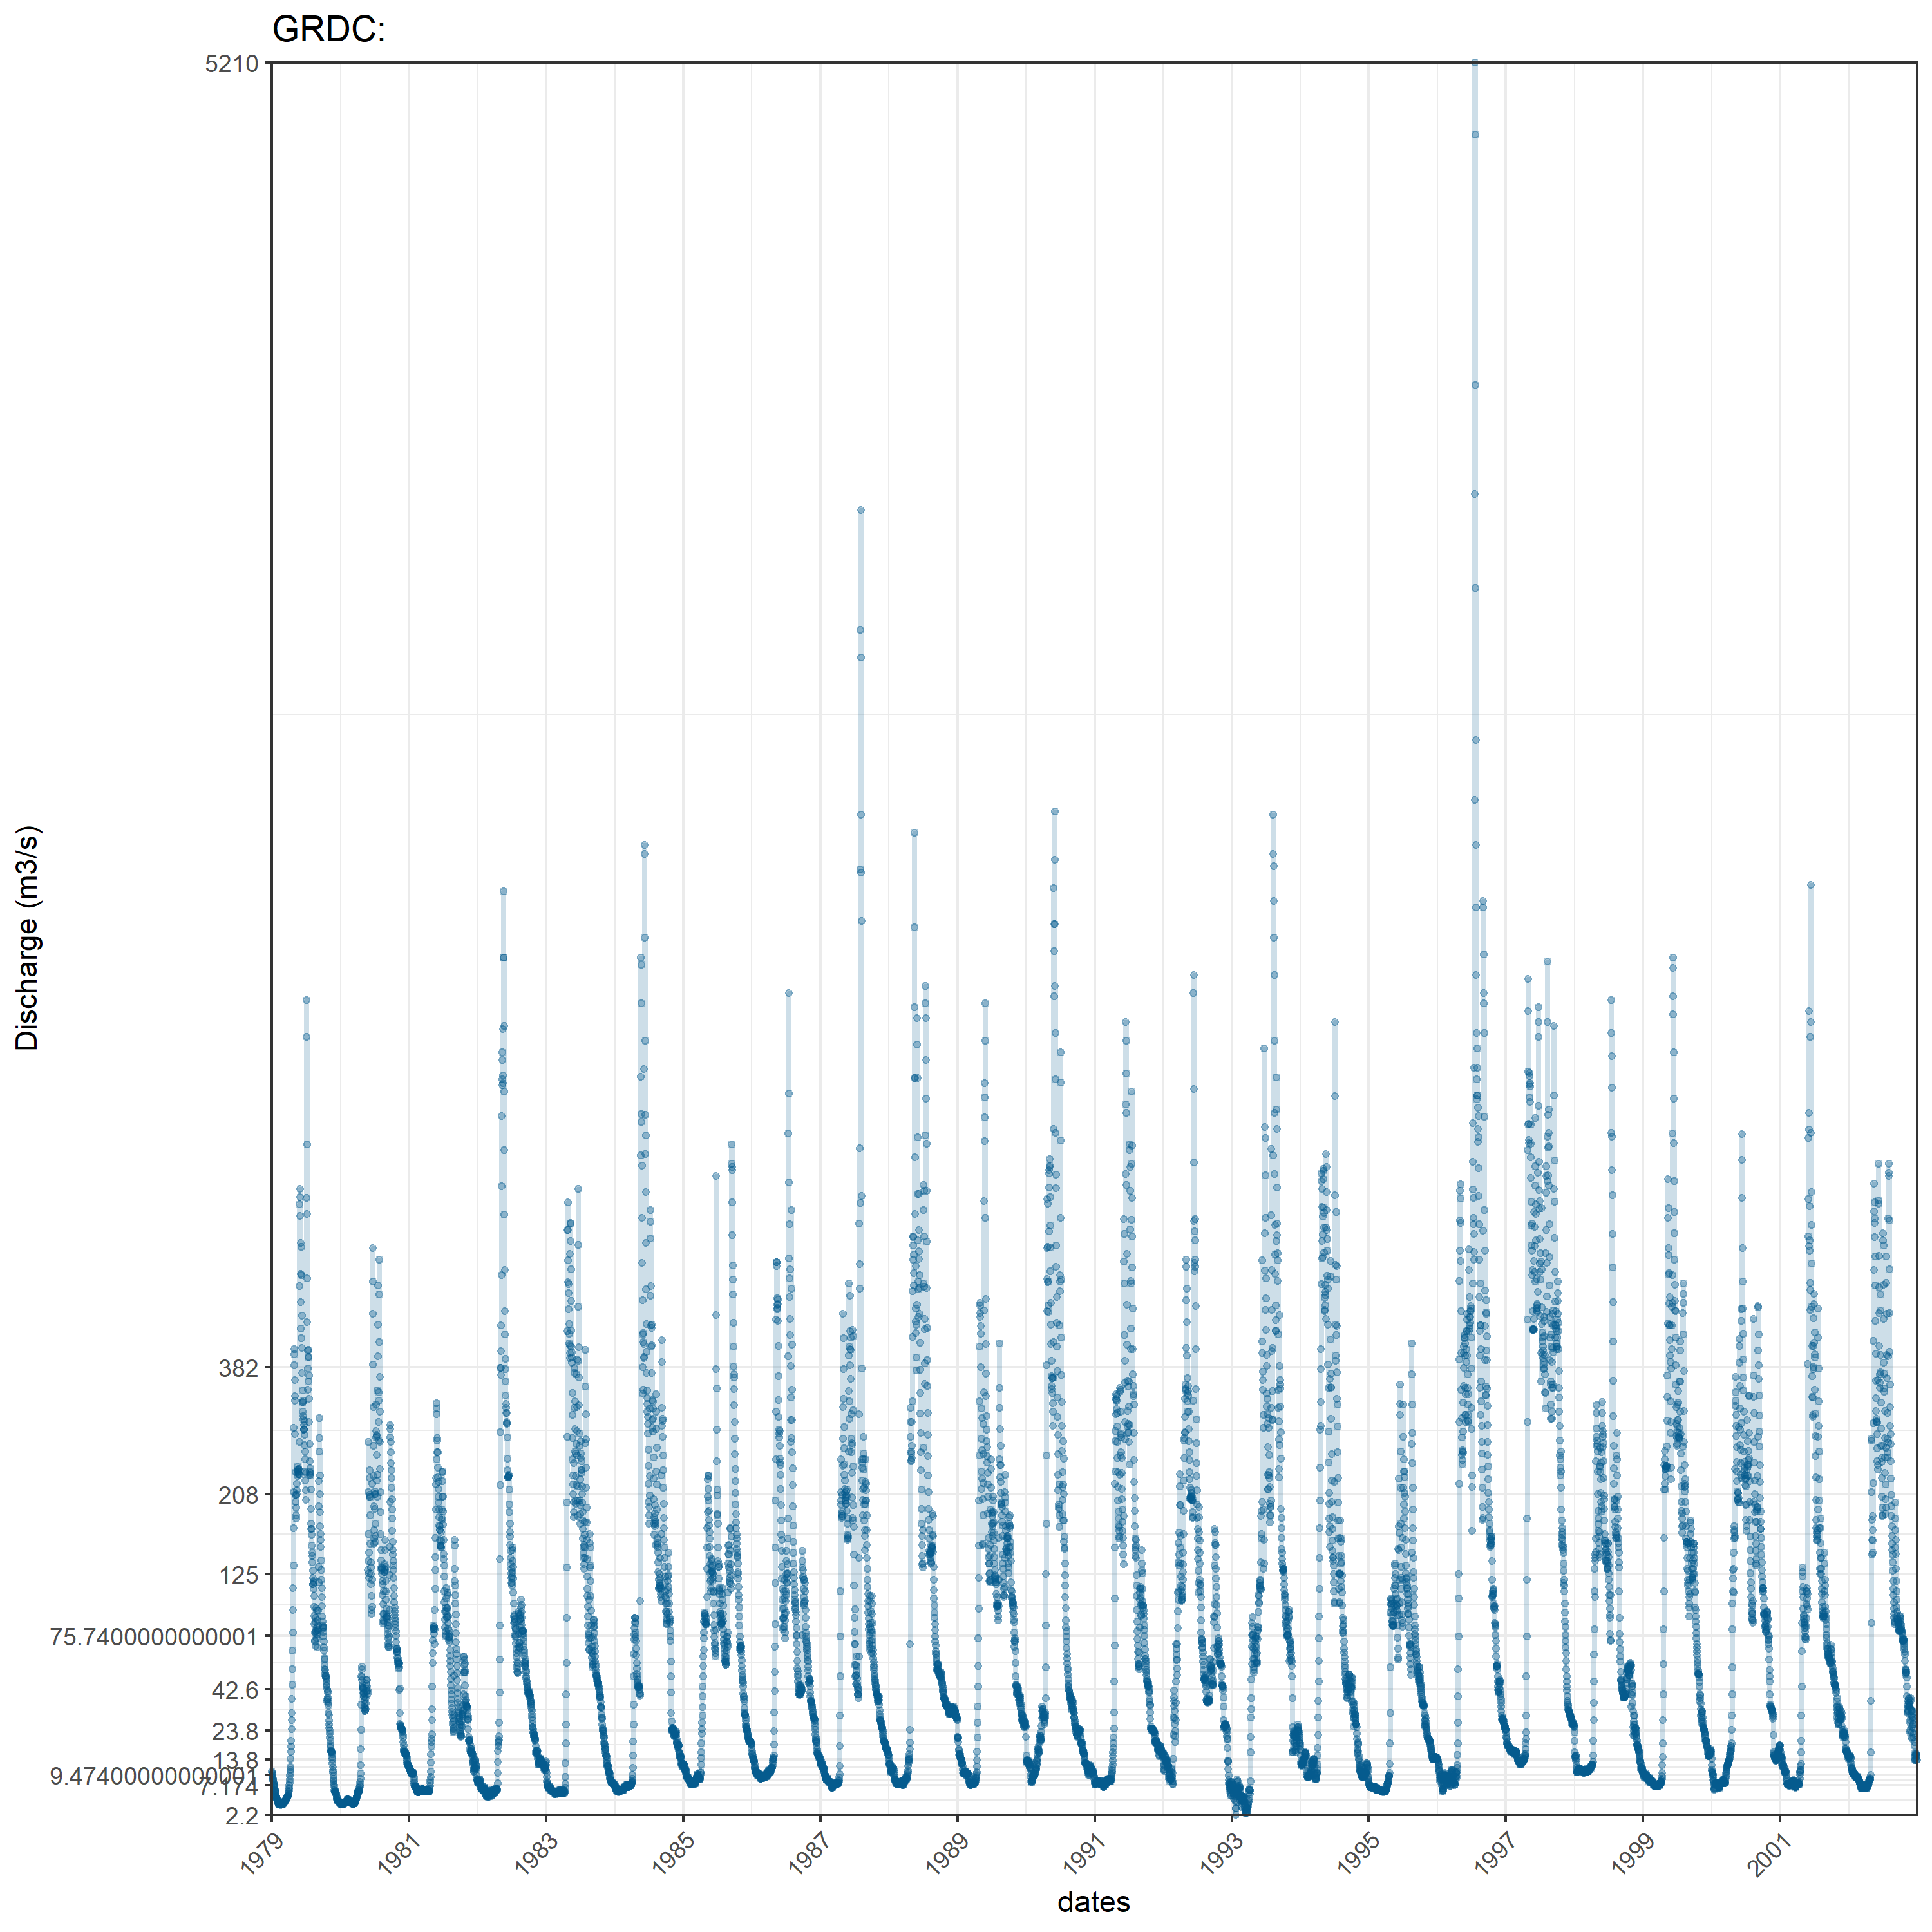 GRDC:
5210
382
208
125
75.7400000000001
42.6
23.8
13.8
9.47400000000001
7.174
2.2
Discharge (m3/s)
1979 1981 1983 1985 1987 1989 1991 1993 1995 1997 1999 2001
dates